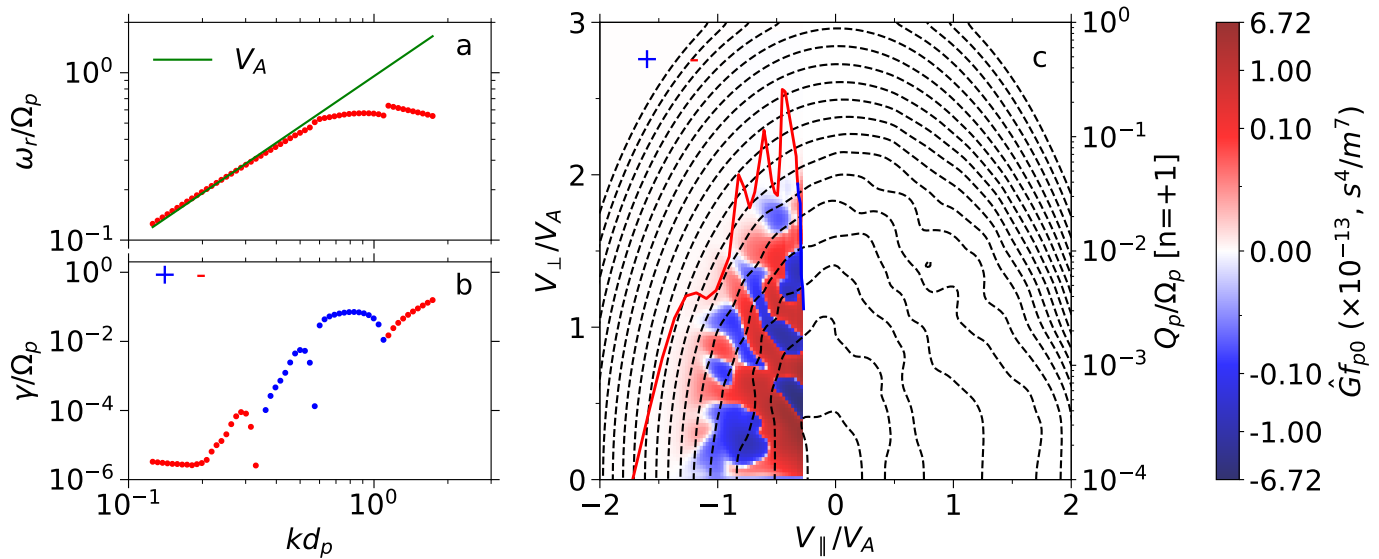 a
V_A
ω_r/Ω_p
10^0
10^{-1}
b
+ -
γ/Ω_p
10^0
10^{-2}
10^{-4}
10^{-6}
10^{-1} 10^0
kd_p
c
+ -
V_⊥/V_A
3
2
1
0
−2 −1 0 1 2
V_∥/V_A
10^0
10^{-1}
10^{-2}
10^{-3}
10^{-4}
Q_p/Ω_p [n=+1]
6.72
1.00
0.10
0.00
-0.10
-1.00
-6.72
Ĝf_{p0} (×10^{-13}, s^4/m^7)